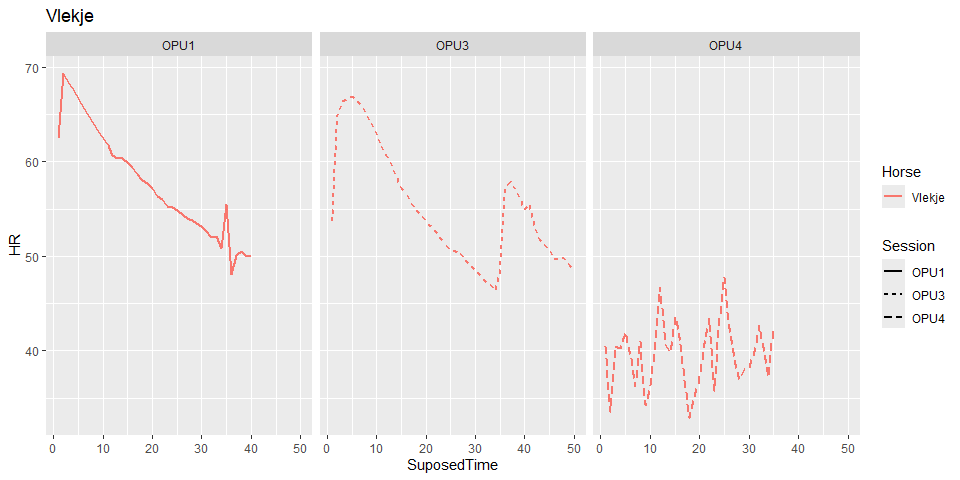 Vlekje
OPU1 OPU3 OPU4
70
60
50
40
HR
0 10 20 30 40 50 0 10 20 30 40 50 0 10 20 30 40 50
SuposedTime
Horse
Vlekje
Session
OPU1
OPU3
OPU4